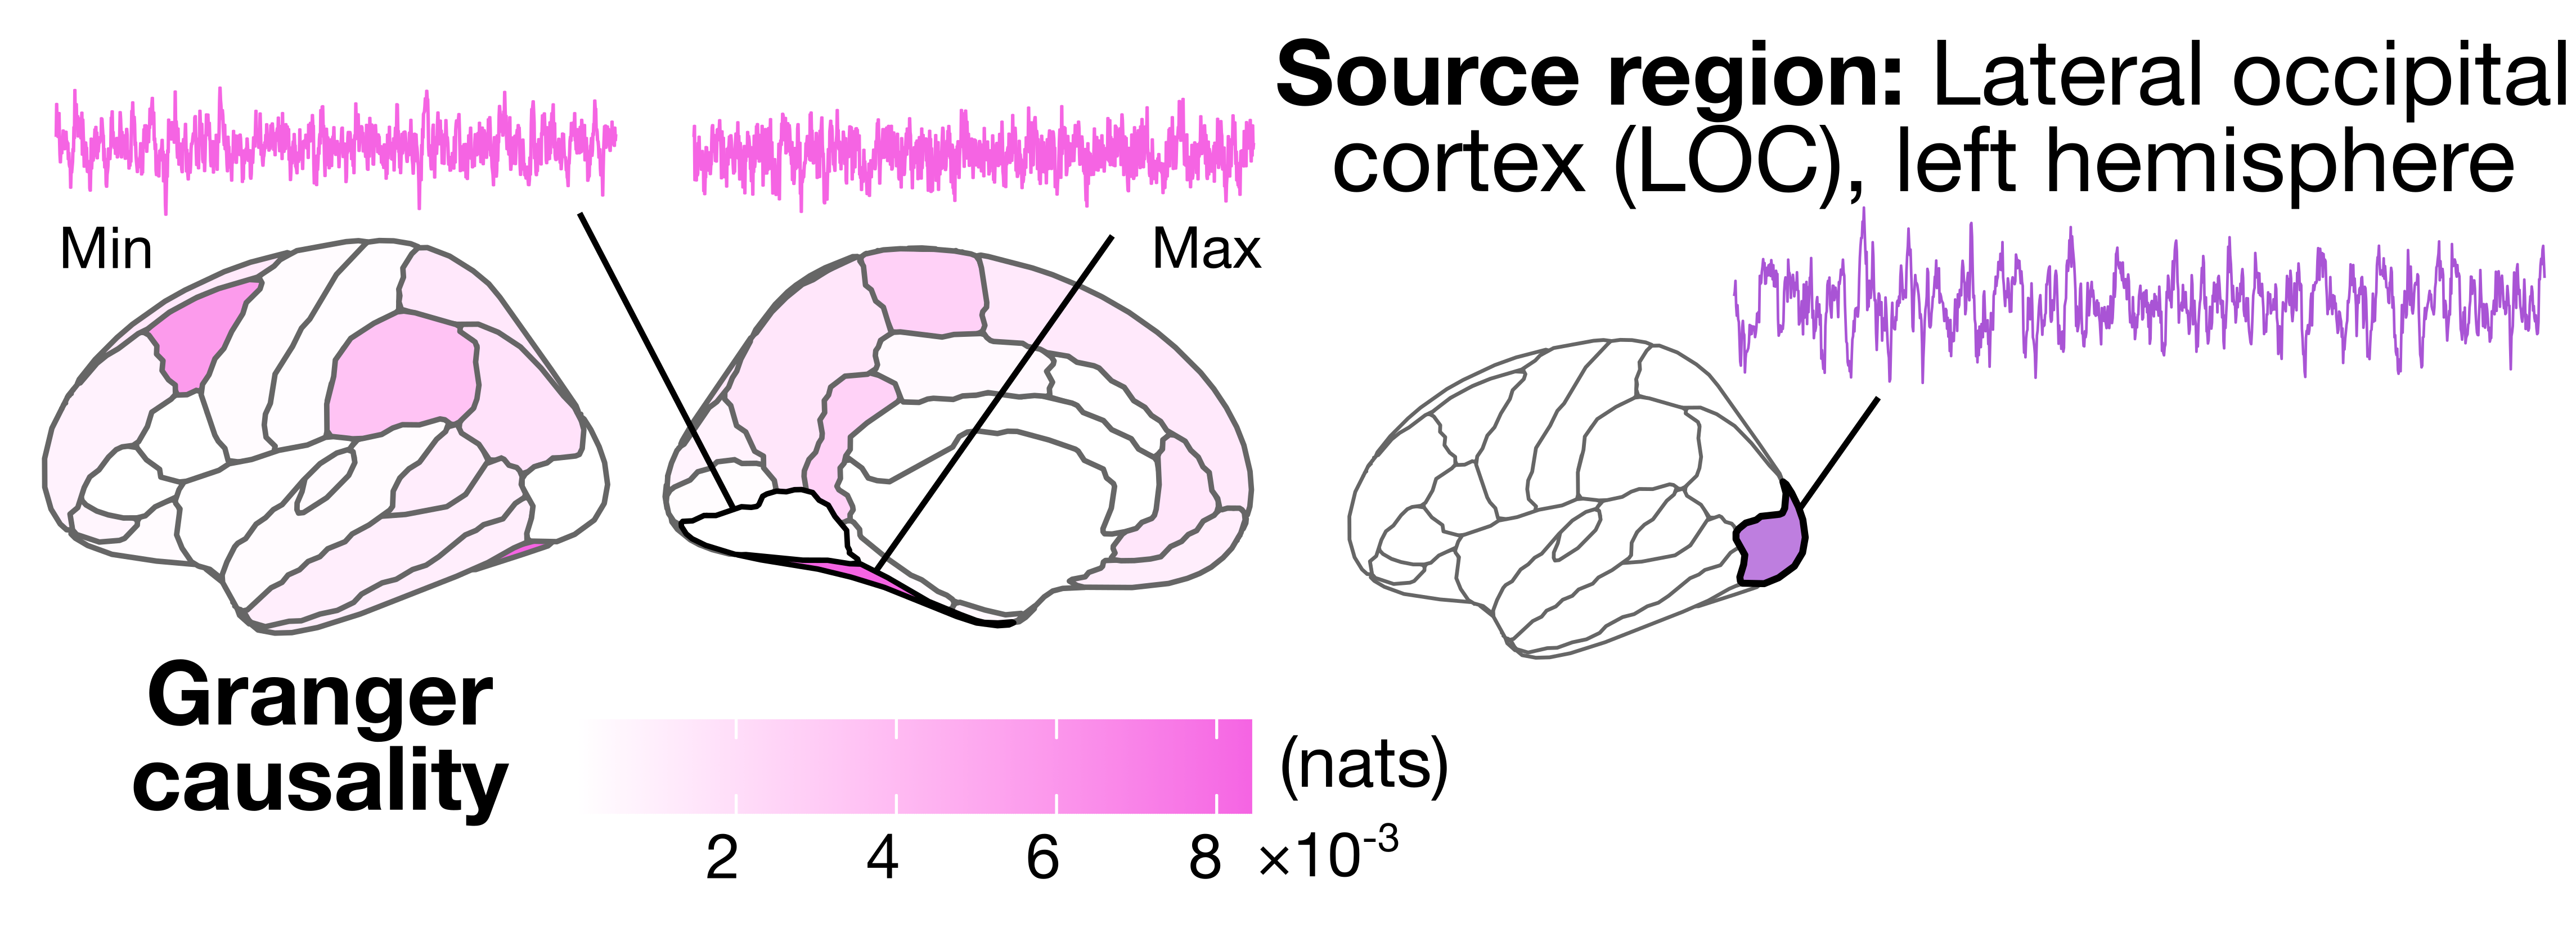 Source region: Lateral occipital
cortex (LOC), left hemisphere
Min
Max
Granger
causality
(nats)
2 4 6 8 ×10⁻³